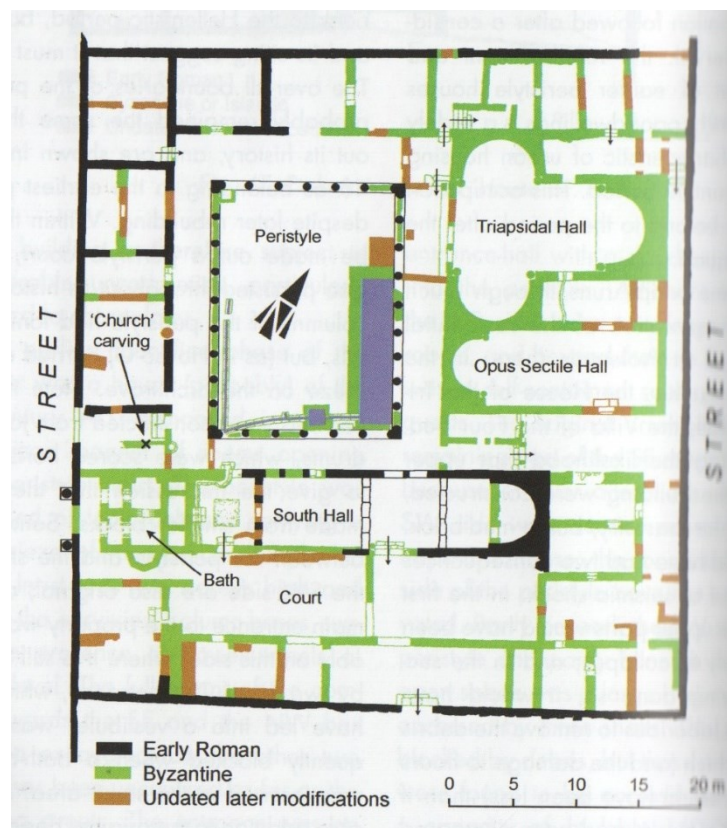 Peristyle
Triapsidal Hall
'Church'
carving
Opus Sectile Hall
STREET
STREET
South Hall
Bath
Court
Early Roman
Byzantine
Undated later modifications
0 5 10 15 20 m